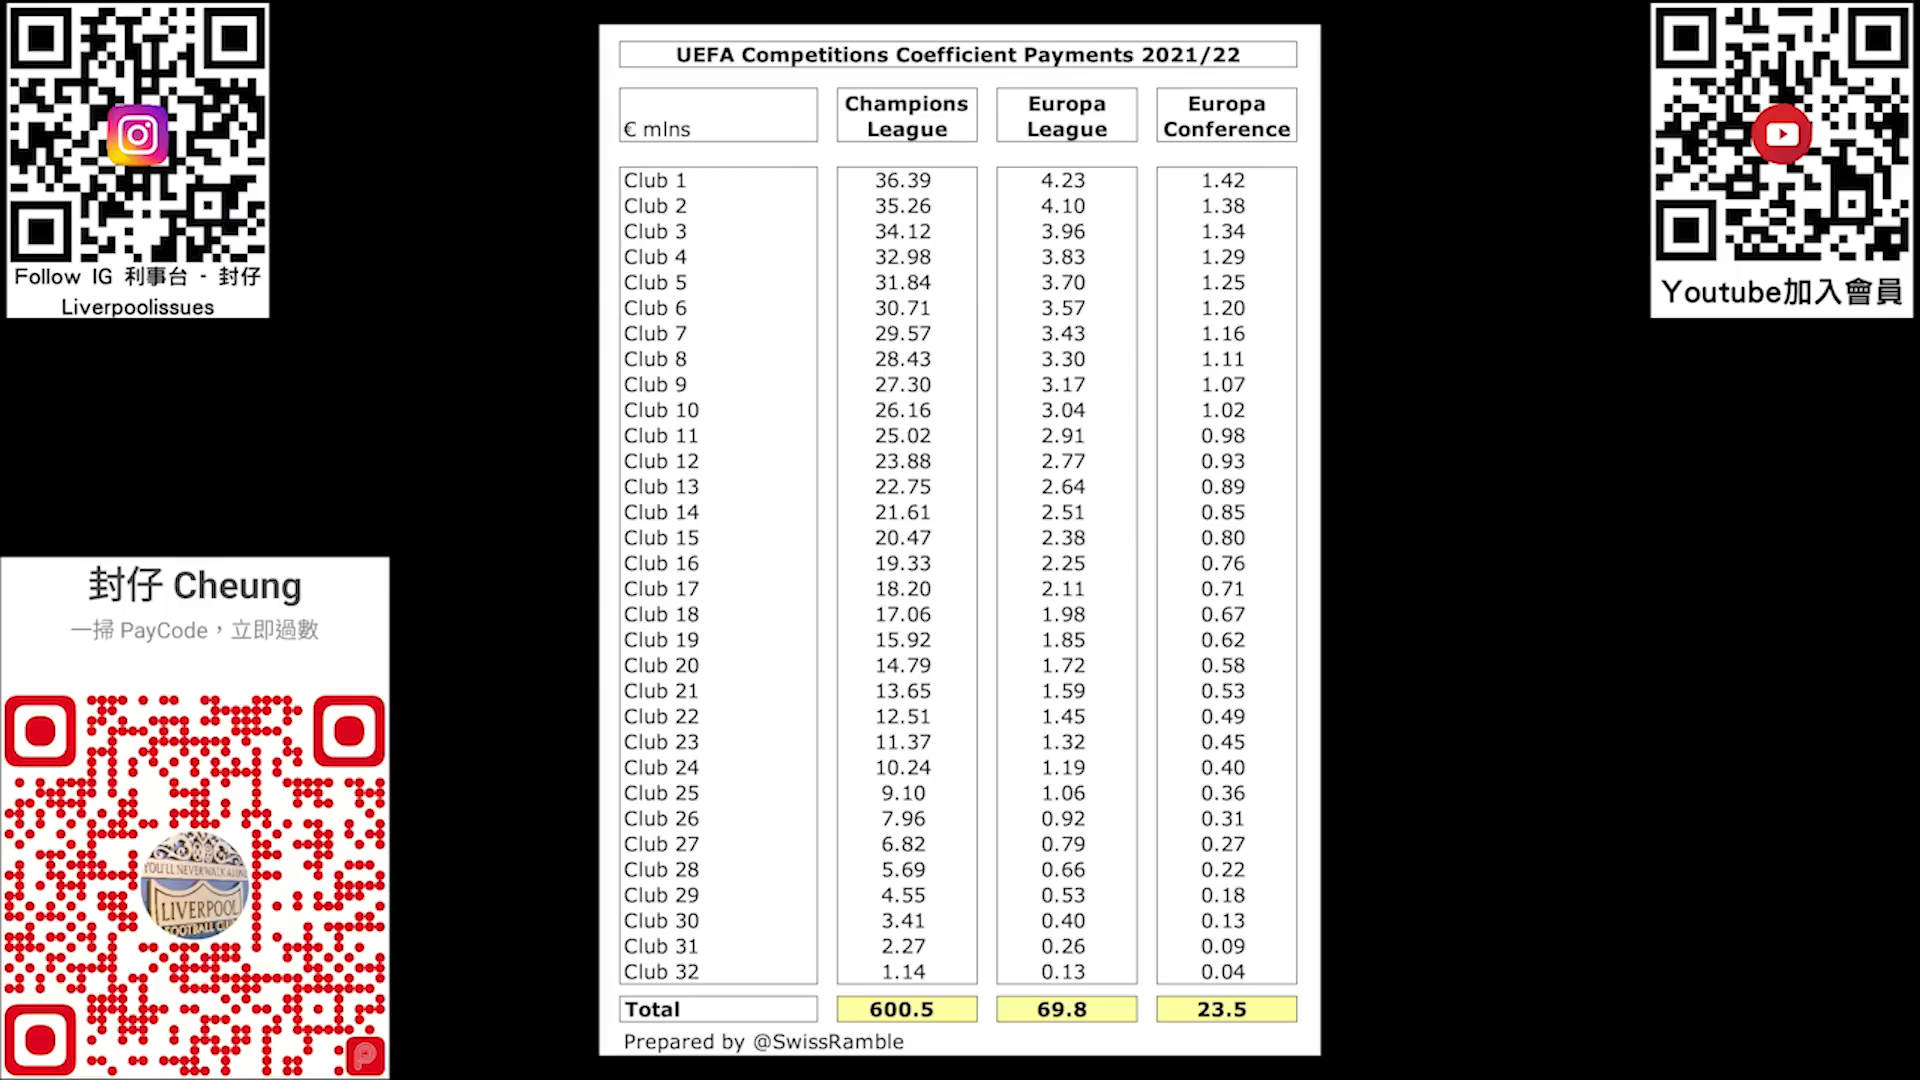 Follow IG 利事台 - 封仔
Liverpoolissues
UEFA Competitions Coefficient Payments 2021/22
€ mlns Champions League Europa League Europa Conference
Club 1 36.39 4.23 1.42
Club 2 35.26 4.10 1.38
Club 3 34.12 3.96 1.34
Club 4 32.98 3.83 1.29
Club 5 31.84 3.70 1.25
Club 6 30.71 3.57 1.20
Club 7 29.57 3.43 1.16
Club 8 28.43 3.30 1.11
Club 9 27.30 3.17 1.07
Club 10 26.16 3.04 1.02
Club 11 25.02 2.91 0.98
Club 12 23.88 2.77 0.93
Club 13 22.75 2.64 0.89
Club 14 21.61 2.51 0.85
Club 15 20.47 2.38 0.80
Club 16 19.33 2.25 0.76
Club 17 18.20 2.11 0.71
Club 18 17.06 1.98 0.67
Club 19 15.92 1.85 0.62
Club 20 14.79 1.72 0.58
Club 21 13.65 1.59 0.53
Club 22 12.51 1.45 0.49
Club 23 11.37 1.32 0.45
Club 24 10.24 1.19 0.40
Club 25 9.10 1.06 0.36
Club 26 7.96 0.92 0.31
Club 27 6.82 0.79 0.27
Club 28 5.69 0.66 0.22
Club 29 4.55 0.53 0.18
Club 30 3.41 0.40 0.13
Club 31 2.27 0.26 0.09
Club 32 1.14 0.13 0.04
Total 600.5 69.8 23.5
Prepared by @SwissRamble
Youtube加入會員
封仔 Cheung
一掃 PayCode，立即過數
YOU'LL NEVER WALK ALONE
LIVERPOOL
FOOTBALL CLUB